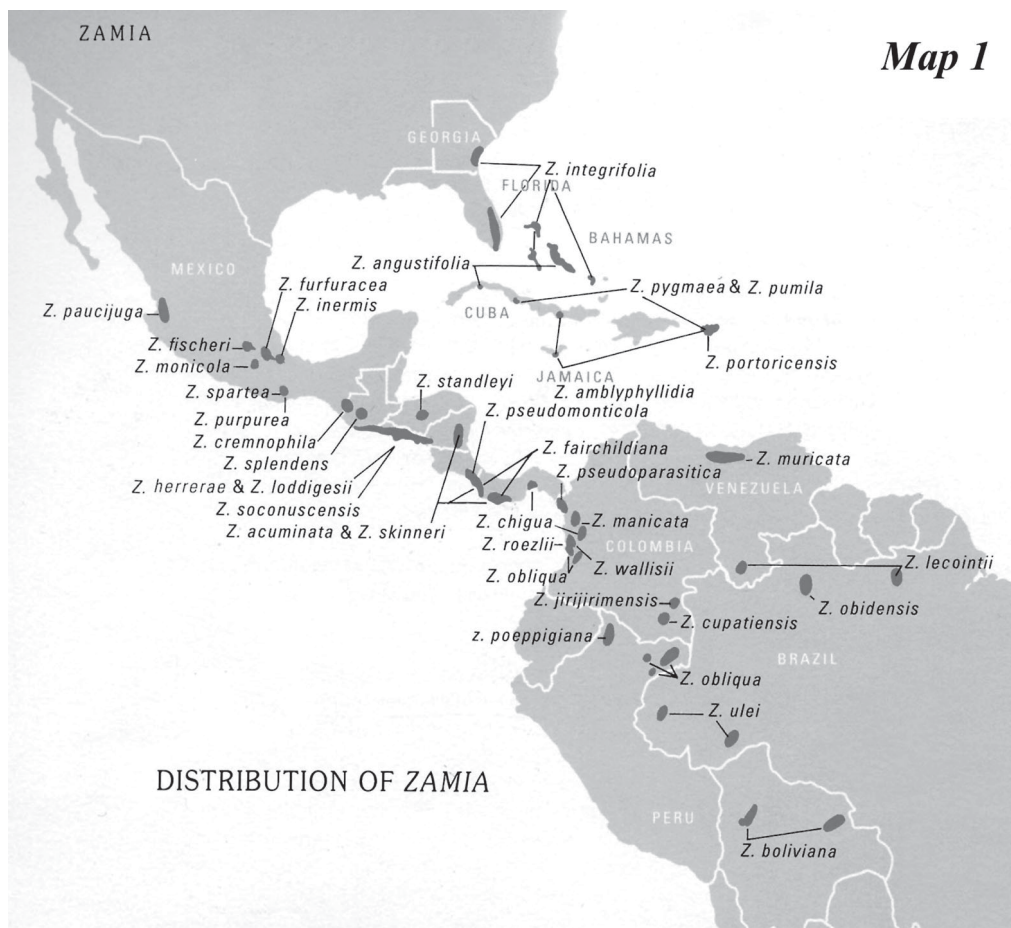 ZAMIA
Map 1
GEORGIA
Z. integrifolia
FLORIDA
BAHAMAS
MEXICO
Z. angustifolia
Z. furfuracea
Z. pygmaea & Z. pumila
Z. inermis
Z. paucijuga
CUBA
Z. fischeri
Z. portoricensis
Z. monicola
JAMAICA
Z. standleyi
Z. amblyphyllidia
Z. spartea
Z. pseudomonticola
Z. purpurea
Z. cremnophila
Z. fairchildiana
Z. splendens
Z. muricata
Z. pseudoparasitica
Z. herrerae & Z. loddigesii
VENEZUELA
Z. soconuscensis
Z. chigua
Z. manicata
Z. acuminata & Z. skinneri
Z. roezlii
COLOMBIA
Z. lecointii
Z. wallisii
Z. obliqua
Z. jirijirimensis
Z. obidensis
Z. cupatiensis
z. poeppigiana
BRAZIL
Z. obliqua
Z. ulei
DISTRIBUTION OF ZAMIA
PERU
Z. boliviana